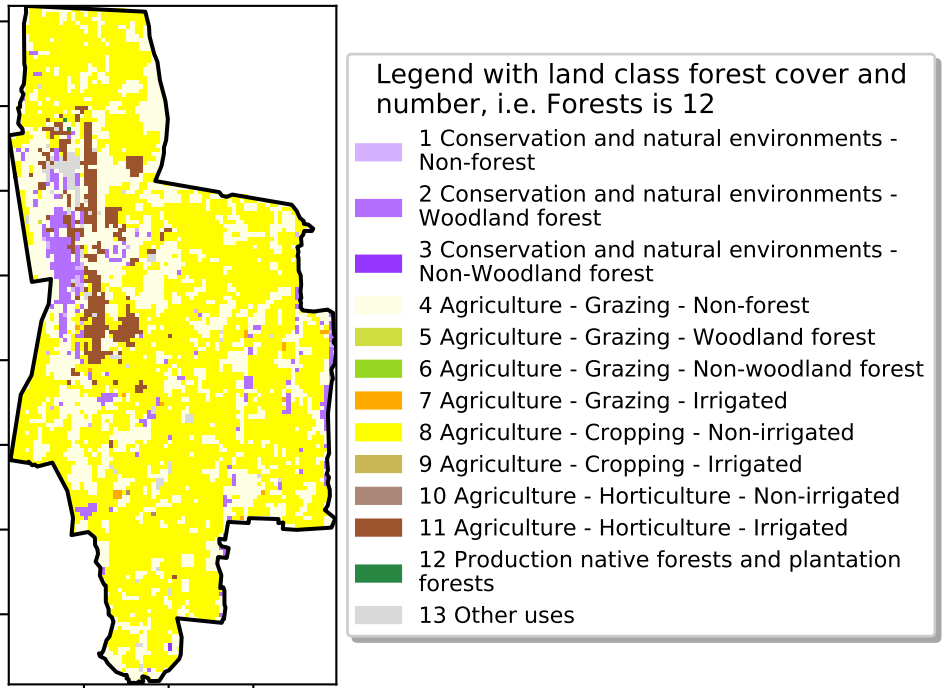 Legend with land class forest cover and
number, i.e. Forests is 12
1 Conservation and natural environments -
Non-forest
2 Conservation and natural environments -
Woodland forest
3 Conservation and natural environments -
Non-Woodland forest
4 Agriculture - Grazing - Non-forest
5 Agriculture - Grazing - Woodland forest
6 Agriculture - Grazing - Non-woodland forest
7 Agriculture - Grazing - Irrigated
8 Agriculture - Cropping - Non-irrigated
9 Agriculture - Cropping - Irrigated
10 Agriculture - Horticulture - Non-irrigated
11 Agriculture - Horticulture - Irrigated
12 Production native forests and plantation
forests
13 Other uses